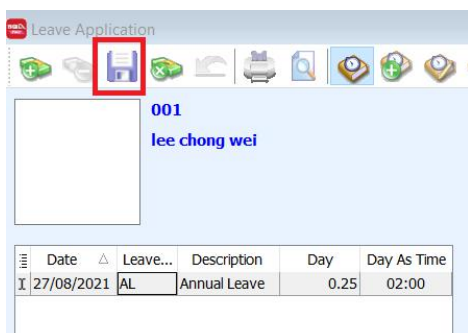 Leave Application
001
lee chong wei
Date Leave... Description Day Day As Time
27/08/2021 AL Annual Leave 0.25 02:00